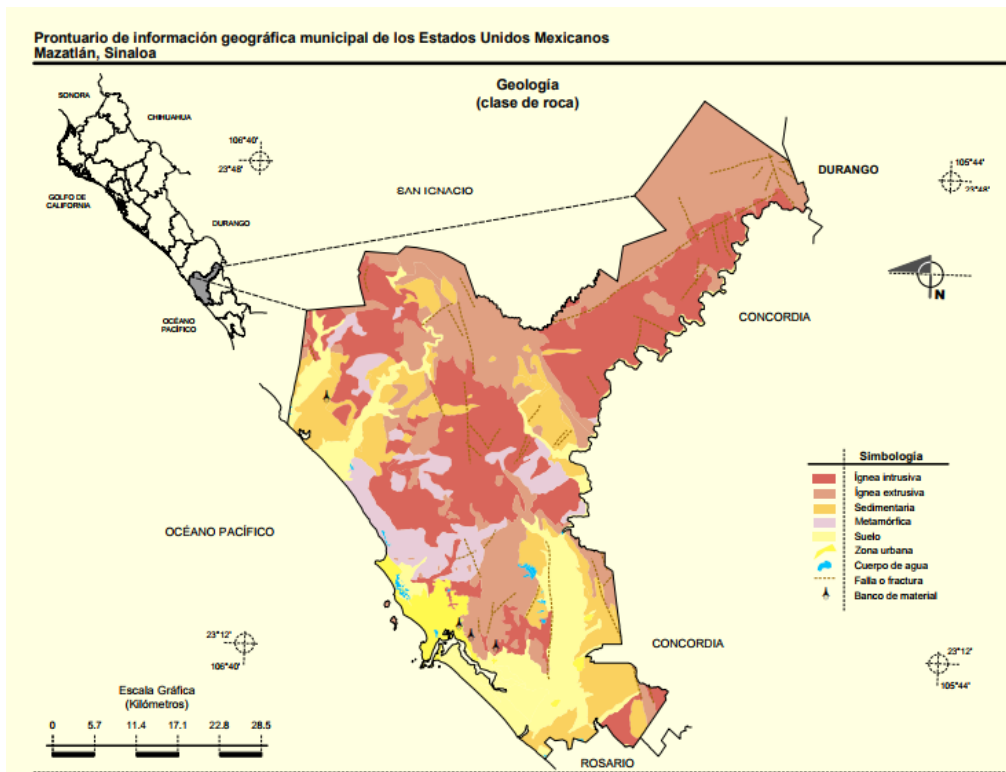 Prontuario de información geográfica municipal de los Estados Unidos Mexicanos
Mazatlán, Sinaloa
Geología
(clase de roca)
SONORA
CHIHUAHUA
GOLFO DE
CALIFORNIA
DURANGO
OCÉANO
PACÍFICO
106°40'
23°48'
SAN IGNACIO
DURANGO
105°44'
23°48'
N
CONCORDIA
OCÉANO PACÍFICO
Simbología
Ígnea intrusiva
Ígnea extrusiva
Sedimentaria
Metamórfica
Suelo
Zona urbana
Cuerpo de agua
Falla o fractura
Banco de material
23°12'
106°40'
CONCORDIA
23°12'
105°44'
Escala Gráfica
(Kilómetros)
0 5.7 11.4 17.1 22.8 28.5
ROSARIO